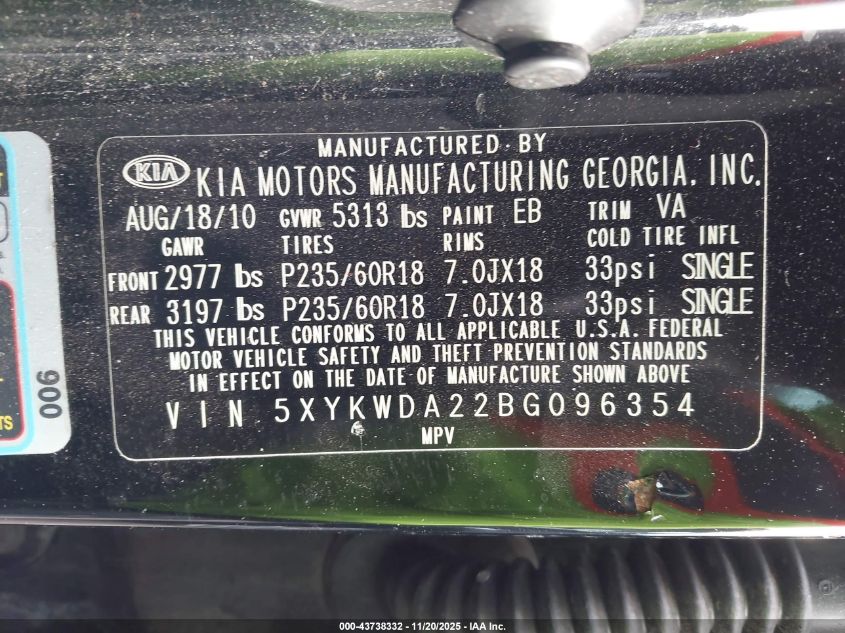 MANUFACTURED BY
KIA KIA MOTORS MANUFACTURING GEORGIA, INC.
AUG/18/10 GVWR 5313 lbs PAINT EB TRIM VA
GAWR TIRES RIMS COLD TIRE INFL
FRONT 2977 lbs P235/60R18 7.0JX18 33psi SINGLE
REAR 3197 lbs P235/60R18 7.0JX18 33psi SINGLE
THIS VEHICLE CONFORMS TO ALL APPLICABLE U.S.A. FEDERAL
MOTOR VEHICLE SAFETY AND THEFT PREVENTION STANDARDS
IN EFFECT ON THE DATE OF MANUFACTURE SHOWN ABOVE
VIN 5XYKWDA22BG096354
MPV
006
000-43738332 - 11/20/2025 - IAA Inc.